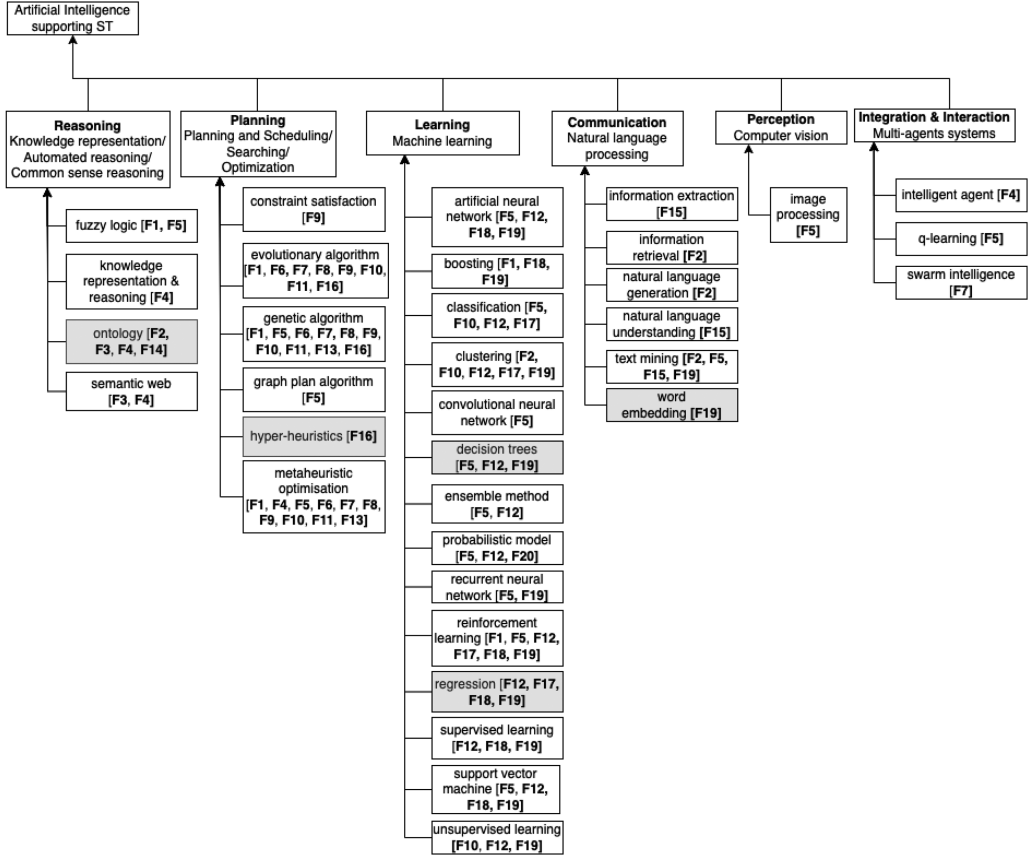 Artificial Intelligence
supporting ST
Reasoning
Knowledge representation/
Automated reasoning/
Common sense reasoning
fuzzy logic [F1, F5]
knowledge
representation &
reasoning [F4]
ontology [F2,
F3, F4, F14]
semantic web
[F3, F4]
Planning
Planning and Scheduling/
Searching/
Optimization
constraint satisfaction
[F9]
evolutionary algorithm
[F1, F6, F7, F8, F9, F10,
F11, F16]
genetic algorithm
[F1, F5, F6, F7, F8, F9,
F10, F11, F13, F16]
graph plan algorithm
[F5]
hyper-heuristics [F16]
metaheuristic
optimisation
[F1, F4, F5, F6, F7, F8,
F9, F10, F11, F13]
Learning
Machine learning
artificial neural
network [F5, F12,
F18, F19]
boosting [F1, F18,
F19]
classification [F5,
F10, F12, F17]
clustering [F2,
F10, F12, F17, F19]
convolutional neural
network [F5]
decision trees
[F5, F12, F19]
ensemble method
[F5, F12]
probabilistic model
[F5, F12, F20]
recurrent neural
network [F5, F19]
reinforcement
learning [F1, F5, F12,
F17, F18, F19]
regression [F12, F17,
F18, F19]
supervised learning
[F12, F18, F19]
support vector
machine [F5, F12,
F18, F19]
unsupervised learning
[F10, F12, F19]
Communication
Natural language
processing
information extraction
[F15]
information
retrieval [F2]
natural language
generation [F2]
natural language
understanding [F15]
text mining [F2, F5,
F15, F19]
word
embedding [F19]
Perception
Computer vision
image
processing
[F5]
Integration & Interaction
Multi-agents systems
intelligent agent [F4]
q-learning [F5]
swarm intelligence
[F7]